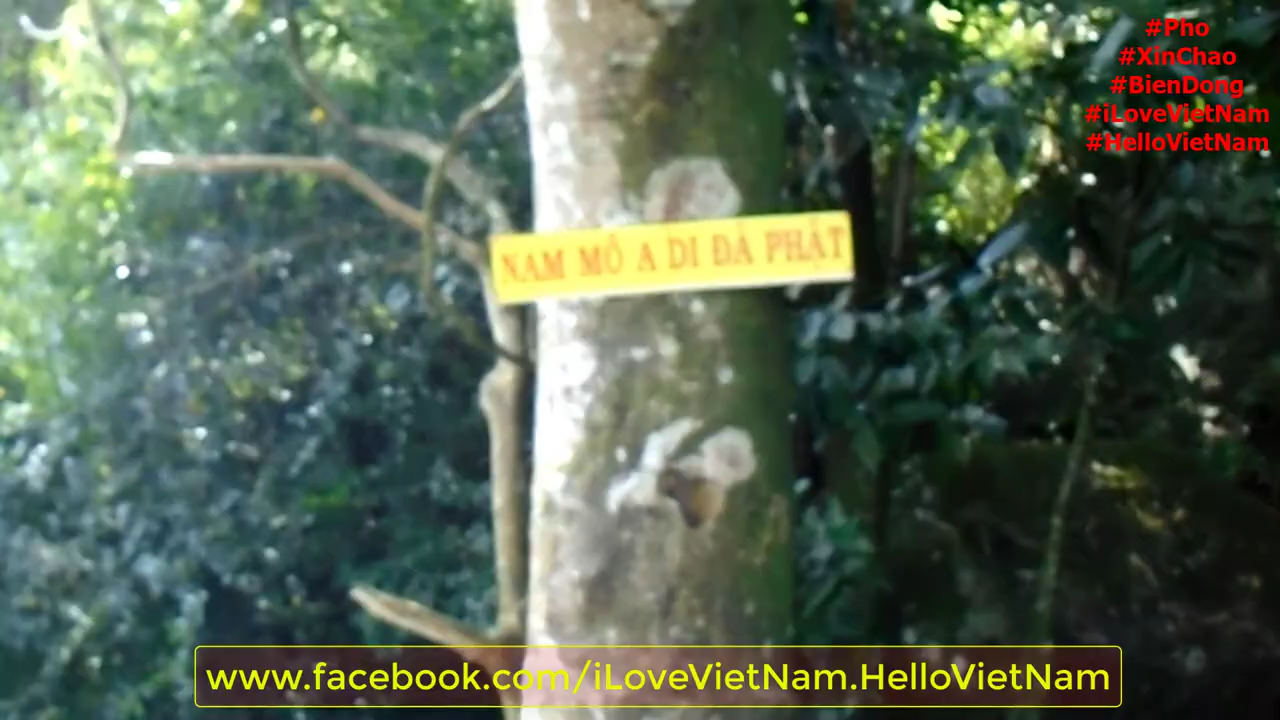 #Pho
#XinChao
#BienDong
#iLoveVietNam
#HelloVietNam
NAM MÔ A DI ĐÀ PHẬT
www.facebook.com/iLoveVietNam.HelloVietNam